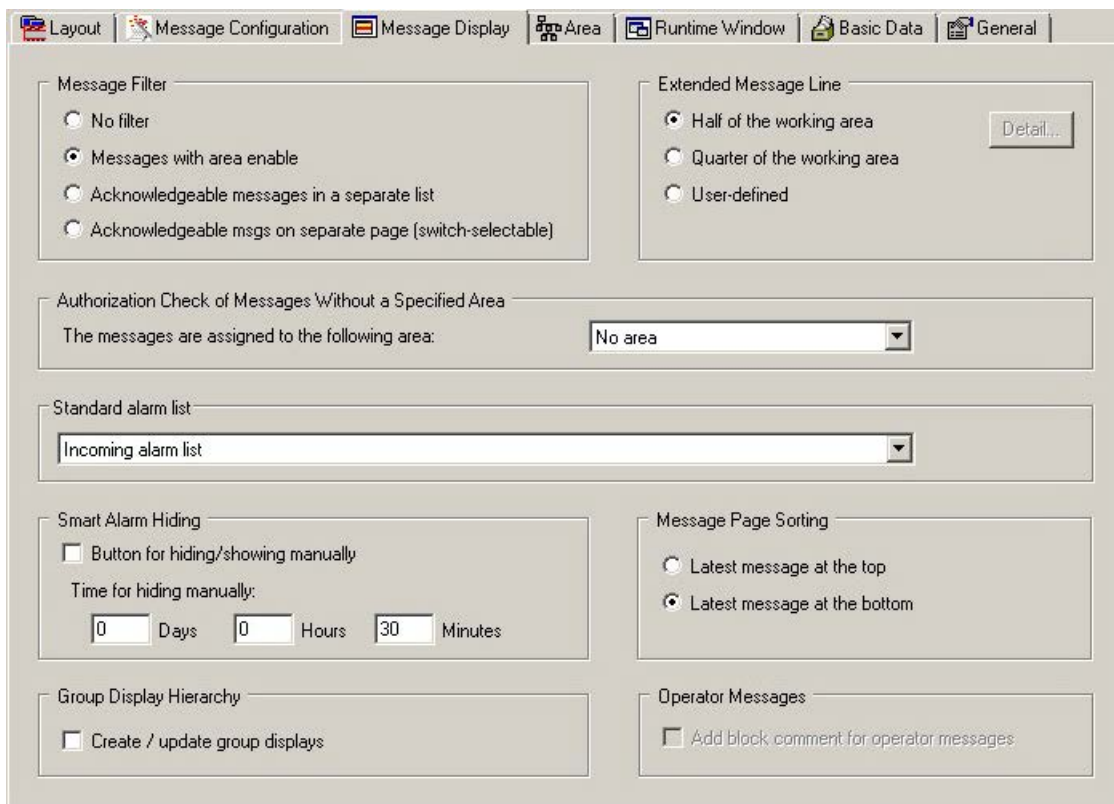 Layout Message Configuration Message Display Area Runtime Window Basic Data General
Message Filter
No filter
Messages with area enable
Acknowledgeable messages in a separate list
Acknowledgeable msgs on separate page (switch-selectable)
Extended Message Line
Half of the working area
Detail...
Quarter of the working area
User-defined
Authorization Check of Messages Without a Specified Area
The messages are assigned to the following area: No area
Standard alarm list
Incoming alarm list
Smart Alarm Hiding
Button for hiding/showing manually
Time for hiding manually:
0 Days 0 Hours 30 Minutes
Message Page Sorting
Latest message at the top
Latest message at the bottom
Group Display Hierarchy
Create / update group displays
Operator Messages
Add block comment for operator messages